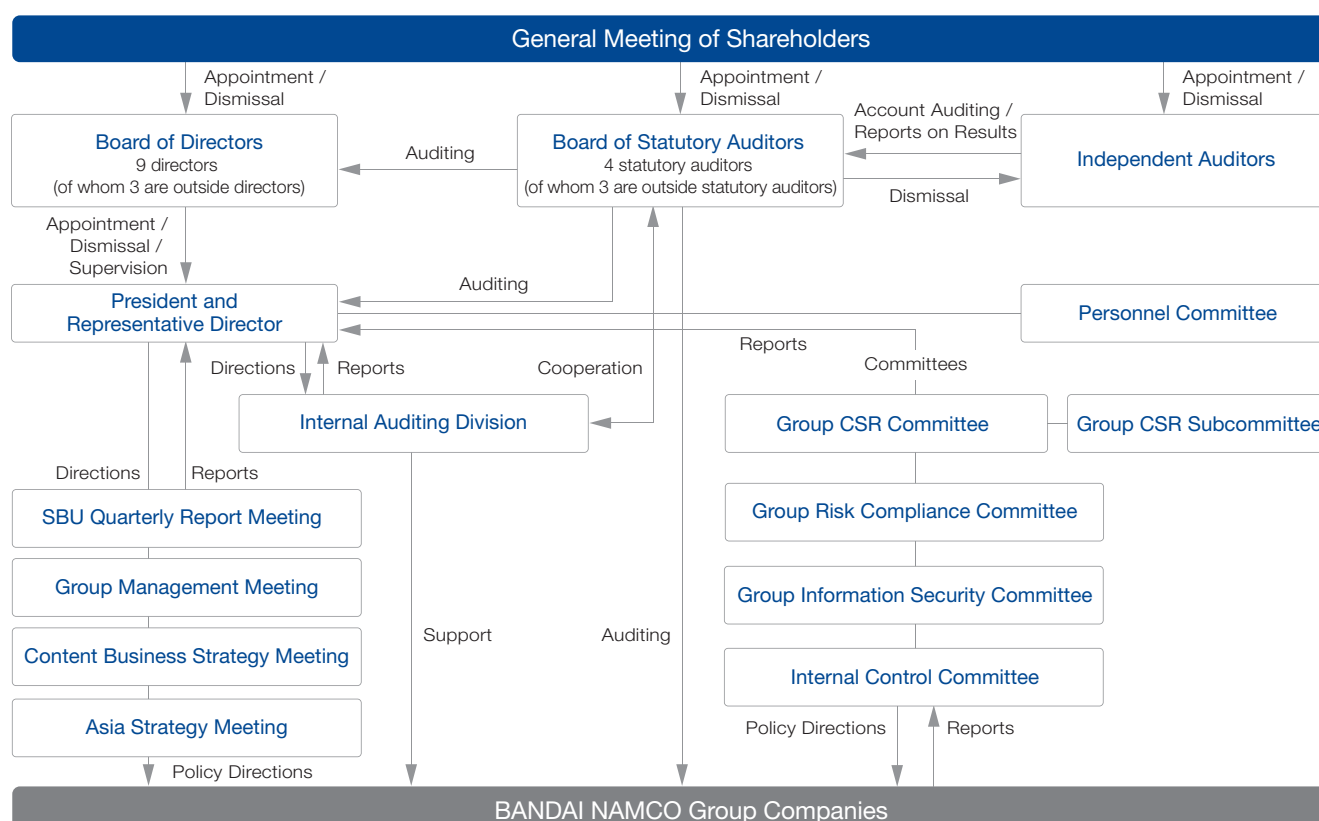 General Meeting of Shareholders
Appointment /
Dismissal
Appointment /
Dismissal
Appointment /
Dismissal
Board of Directors
9 directors
(of whom 3 are outside directors)
Auditing
Board of Statutory Auditors
4 statutory auditors
(of whom 3 are outside statutory auditors)
Account Auditing /
Reports on Results
Dismissal
Independent Auditors
Appointment /
Dismissal /
Supervision
Auditing
President and
Representative Director
Personnel Committee
Reports
Committees
Directions
Reports
Cooperation
Internal Auditing Division
Group CSR Committee
Group CSR Subcommittee
Directions
Reports
SBU Quarterly Report Meeting
Group Risk Compliance Committee
Group Management Meeting
Group Information Security Committee
Support
Auditing
Content Business Strategy Meeting
Internal Control Committee
Asia Strategy Meeting
Policy Directions
Reports
Policy Directions
BANDAI NAMCO Group Companies